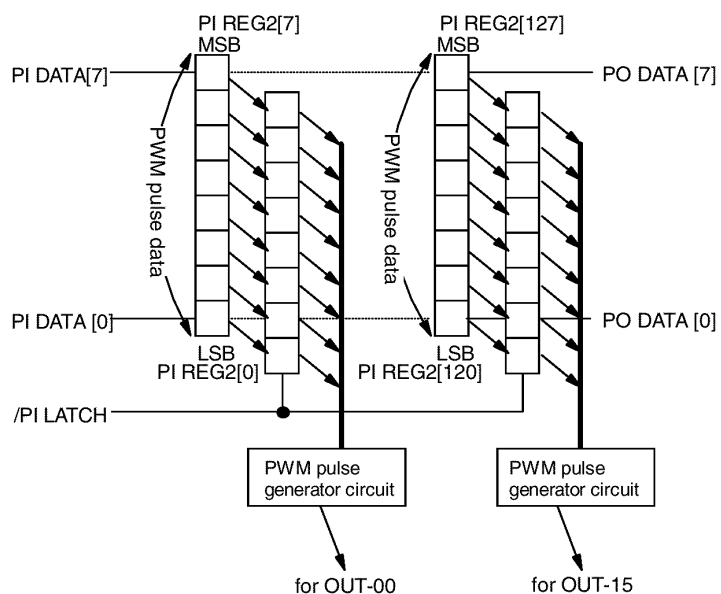 PI REG2[7]
MSB
PI REG2[127]
MSB
PI DATA[7]
PO DATA [7]
PWM pulse data
PWM pulse data
PI DATA [0]
PO DATA [0]
LSB
PI REG2[0]
LSB
PI REG2[120]
/PI LATCH
PWM pulse
generator circuit
PWM pulse
generator circuit
for OUT-00
for OUT-15